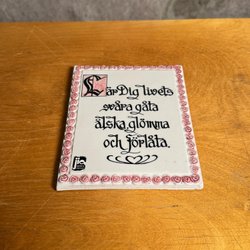 Lär Dig livets
svåra gåta
älska, glömma
och förlåta.